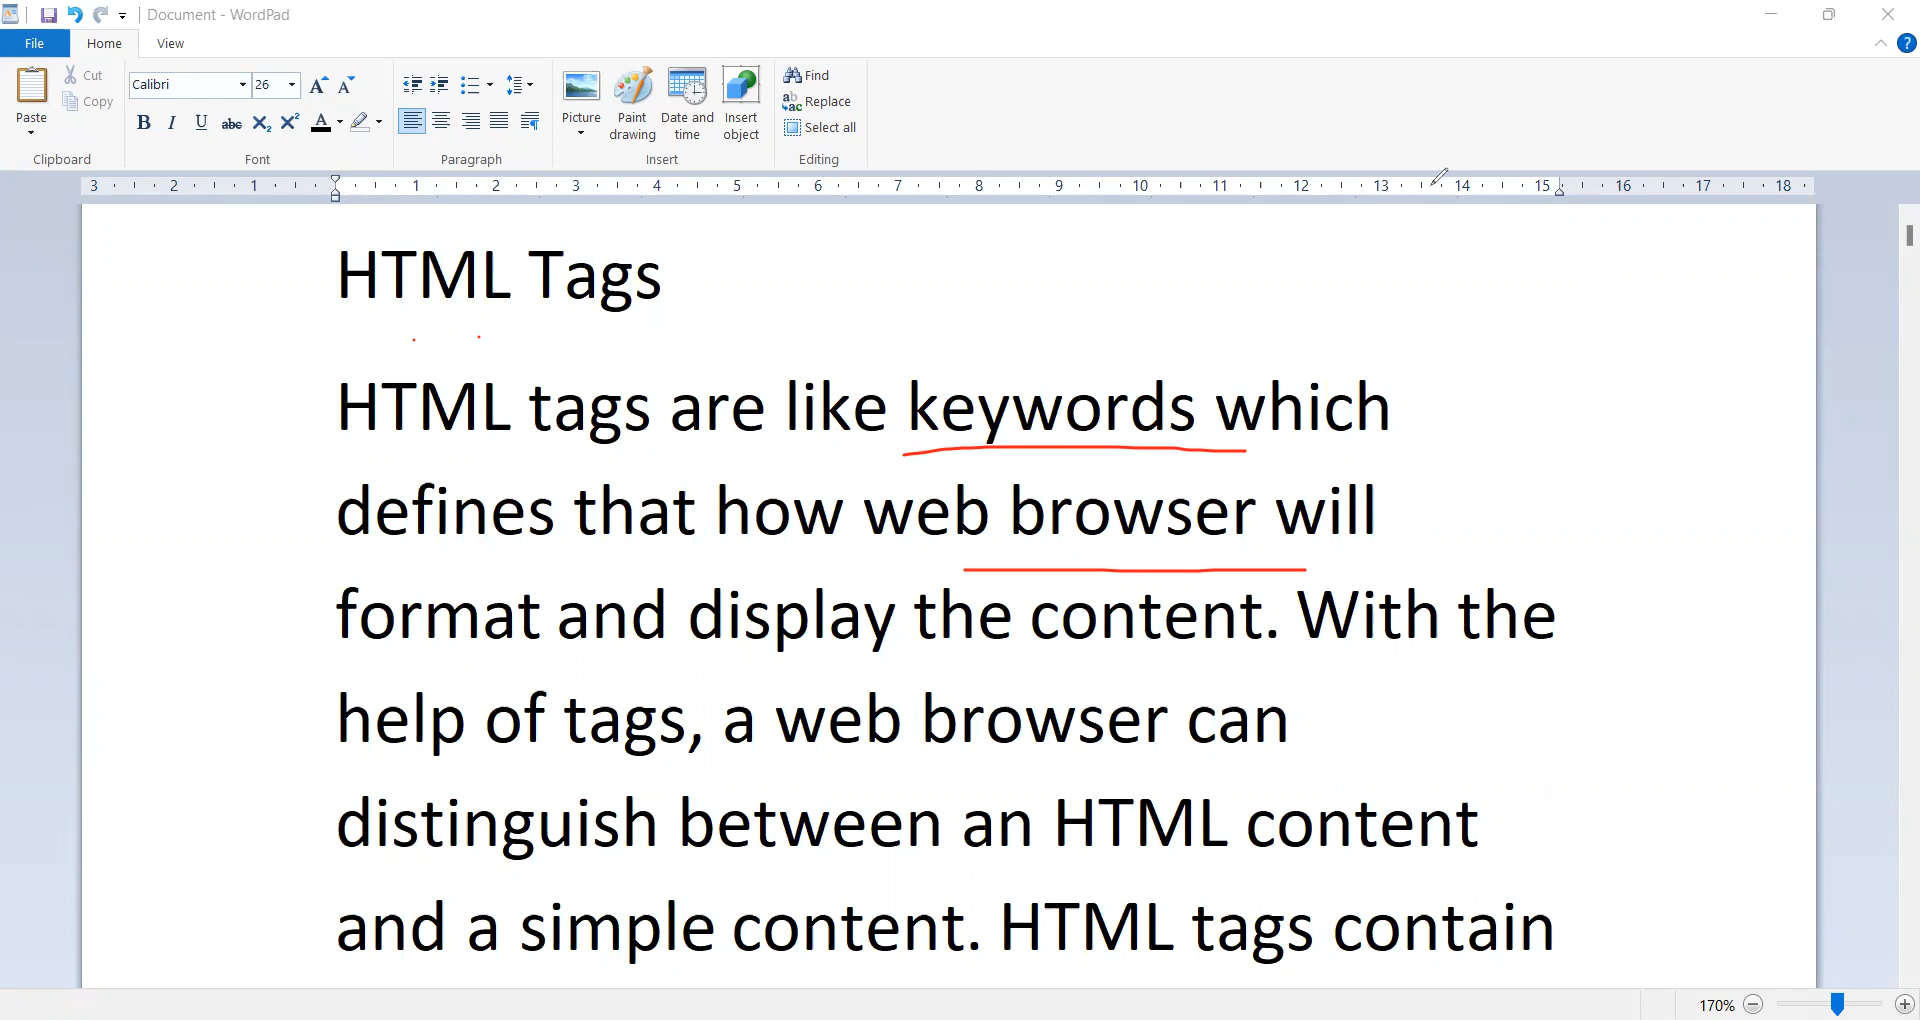 Document - WordPad
File Home View
Paste Cut Copy
Clipboard
Calibri 26
B I U abc X₂ X² A
Font
Paragraph
Picture Paint drawing Date and time Insert object
Insert
Find
Replace
Select all
Editing
3 2 1 1 2 3 4 5 6 7 8 9 10 11 12 13 14 15 16 17 18
HTML Tags
HTML tags are like keywords which
defines that how web browser will
format and display the content. With the
help of tags, a web browser can
distinguish between an HTML content
and a simple content. HTML tags contain
170%